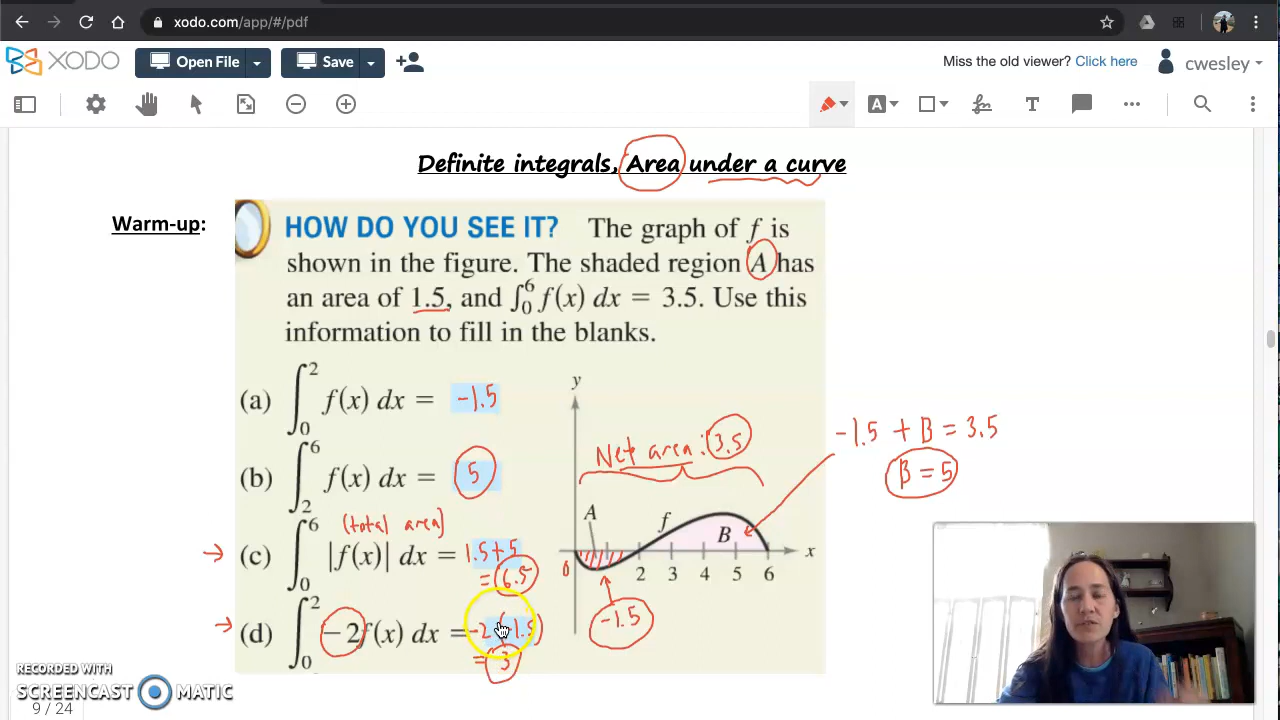 xodo.com/app/#/pdf
XODO
Open File
Save
Miss the old viewer? Click here
cwesley
A
T
Definite integrals, Area under a curve
Warm-up:
HOW DO YOU SEE IT? The graph of f is
shown in the figure. The shaded region A has
an area of 1.5, and ∫₀⁶ f(x) dx = 3.5. Use this
information to fill in the blanks.
(a) ∫₀² f(x) dx = -1.5
(b) ∫₂⁶ f(x) dx = 5
(total area)
(c) ∫₀⁶ |f(x)| dx = 1.5+5
= 6.5
(d) ∫₀² −2f(x) dx = -2(-1.5)
= 3
y
Net area: 3.5
A
f
B
x
0
2 3 4 5 6
-1.5
-1.5 + B = 3.5
B = 5
RECORDED WITH
SCREENCAST MATIC
9 / 24